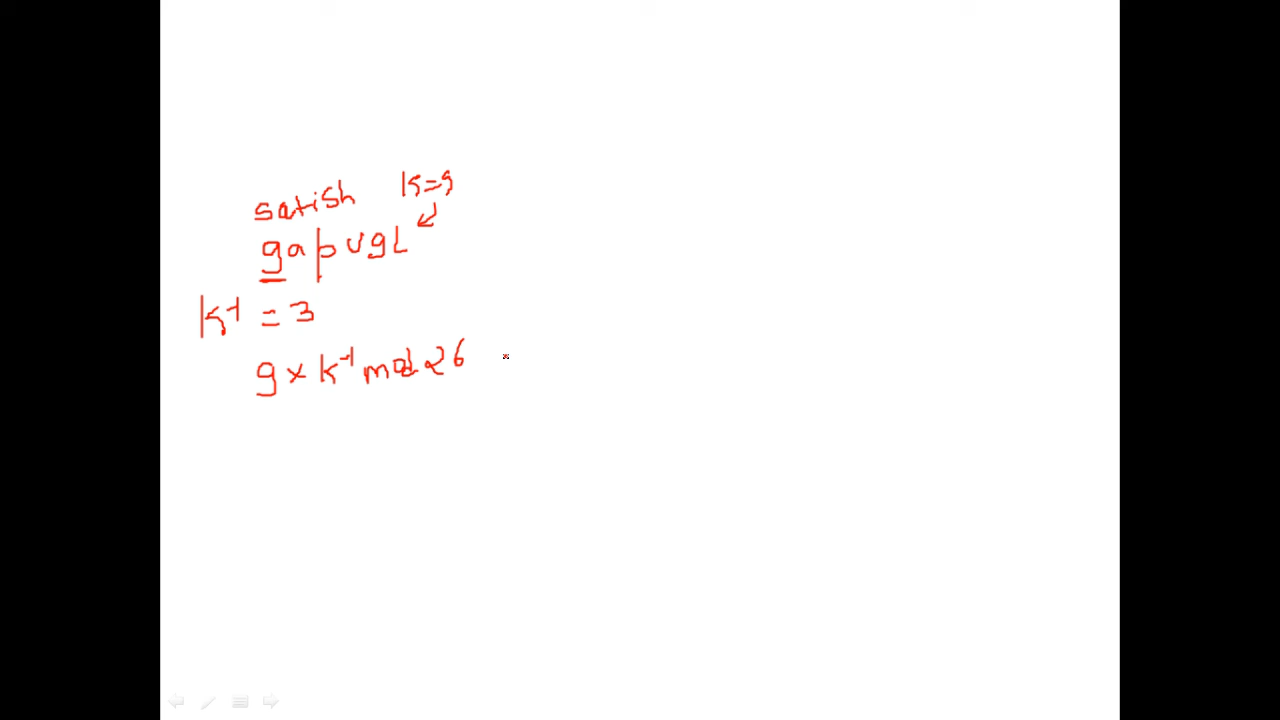 satish K=9
gapugL
K⁻¹ = 3
g × k⁻¹ mod 26